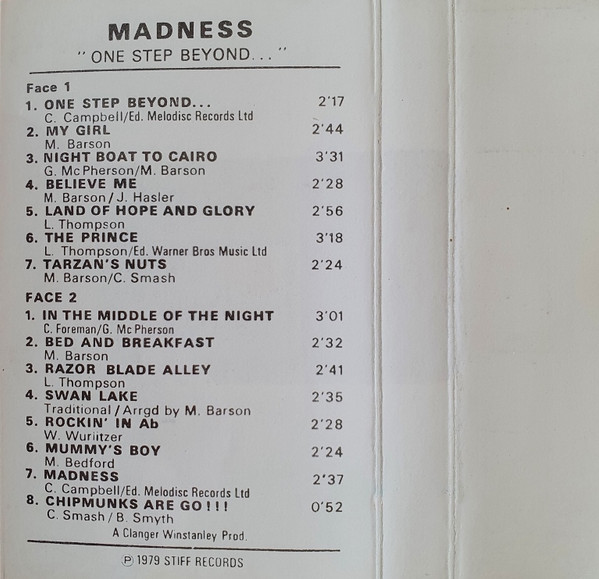 MADNESS
"ONE STEP BEYOND..."
Face 1
1. ONE STEP BEYOND... 2'17
C. Campbell/Ed. Melodisc Records Ltd
2. MY GIRL 2'44
M. Barson
3. NIGHT BOAT TO CAIRO 3'31
G. McPherson/M. Barson
4. BELIEVE ME 2'28
M. Barson/J. Hasler
5. LAND OF HOPE AND GLORY 2'56
L. Thompson
6. THE PRINCE 3'18
L. Thompson/Ed. Warner Bros Music Ltd
7. TARZAN'S NUTS 2'24
M. Barson/C. Smash
FACE 2
1. IN THE MIDDLE OF THE NIGHT 3'01
C. Foreman/G. McPherson
2. BED AND BREAKFAST 2'32
M. Barson
3. RAZOR BLADE ALLEY 2'41
L. Thompson
4. SWAN LAKE 2'35
Traditional/Arrgd by M. Barson
5. ROCKIN' IN Ab 2'28
W. Wurlitzer
6. MUMMY'S BOY 2'24
M. Bedford
7. MADNESS 2'37
C. Campbell/Ed. Melodisc Records Ltd
8. CHIPMUNKS ARE GO!!! 0'52
C. Smash/B. Smyth
A Clanger Winstanley Prod.
℗ 1979 STIFF RECORDS